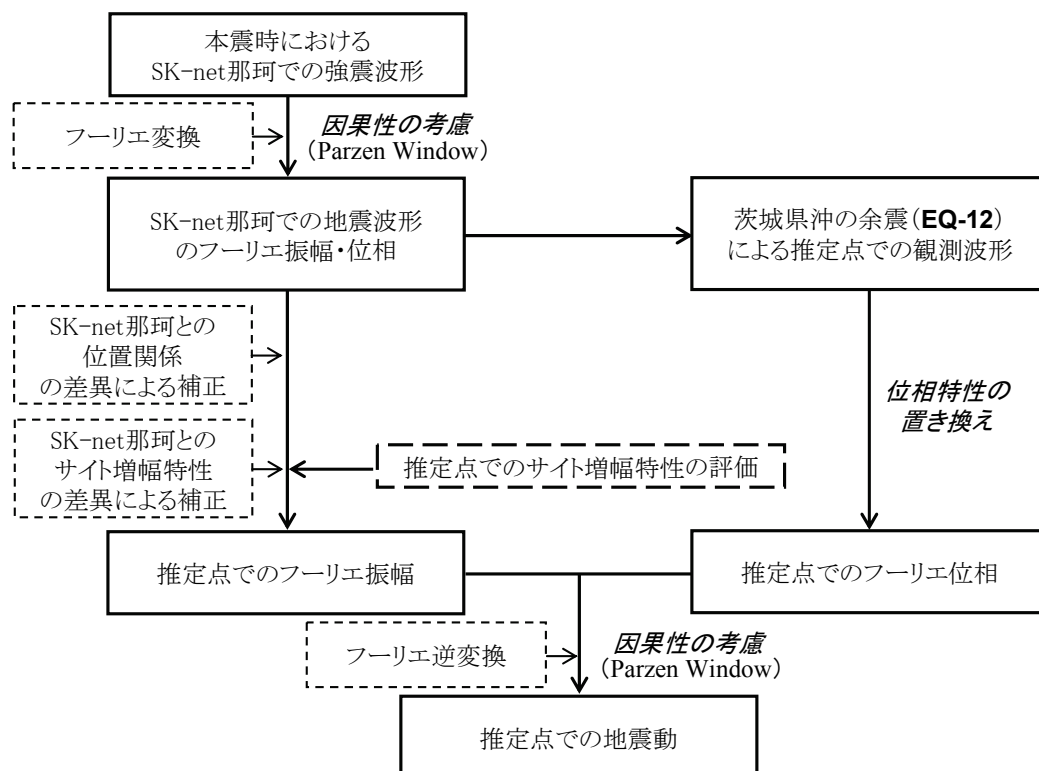 本震時における
SK-net那珂での強震波形
フーリエ変換
因果性の考慮
(Parzen Window)
SK-net那珂での地震波形
のフーリエ振幅・位相
茨城県沖の余震(EQ-12)
による推定点での観測波形
SK-net那珂との
位置関係
の差異による補正
位相特性の
置き換え
SK-net那珂との
サイト増幅特性
の差異による補正
推定点でのサイト増幅特性の評価
推定点でのフーリエ振幅
推定点でのフーリエ位相
フーリエ逆変換
因果性の考慮
(Parzen Window)
推定点での地震動